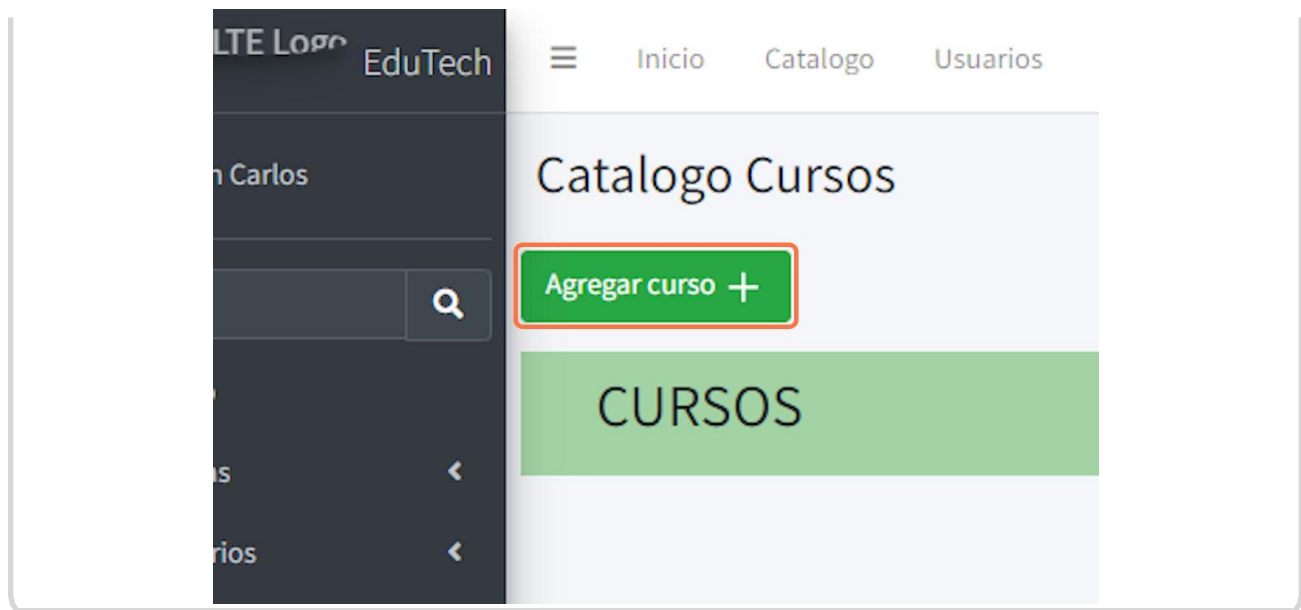 LTE Logo
EduTech
Inicio Catalogo Usuarios
Carlos
Catalogo Cursos
Agregar curso
CURSOS